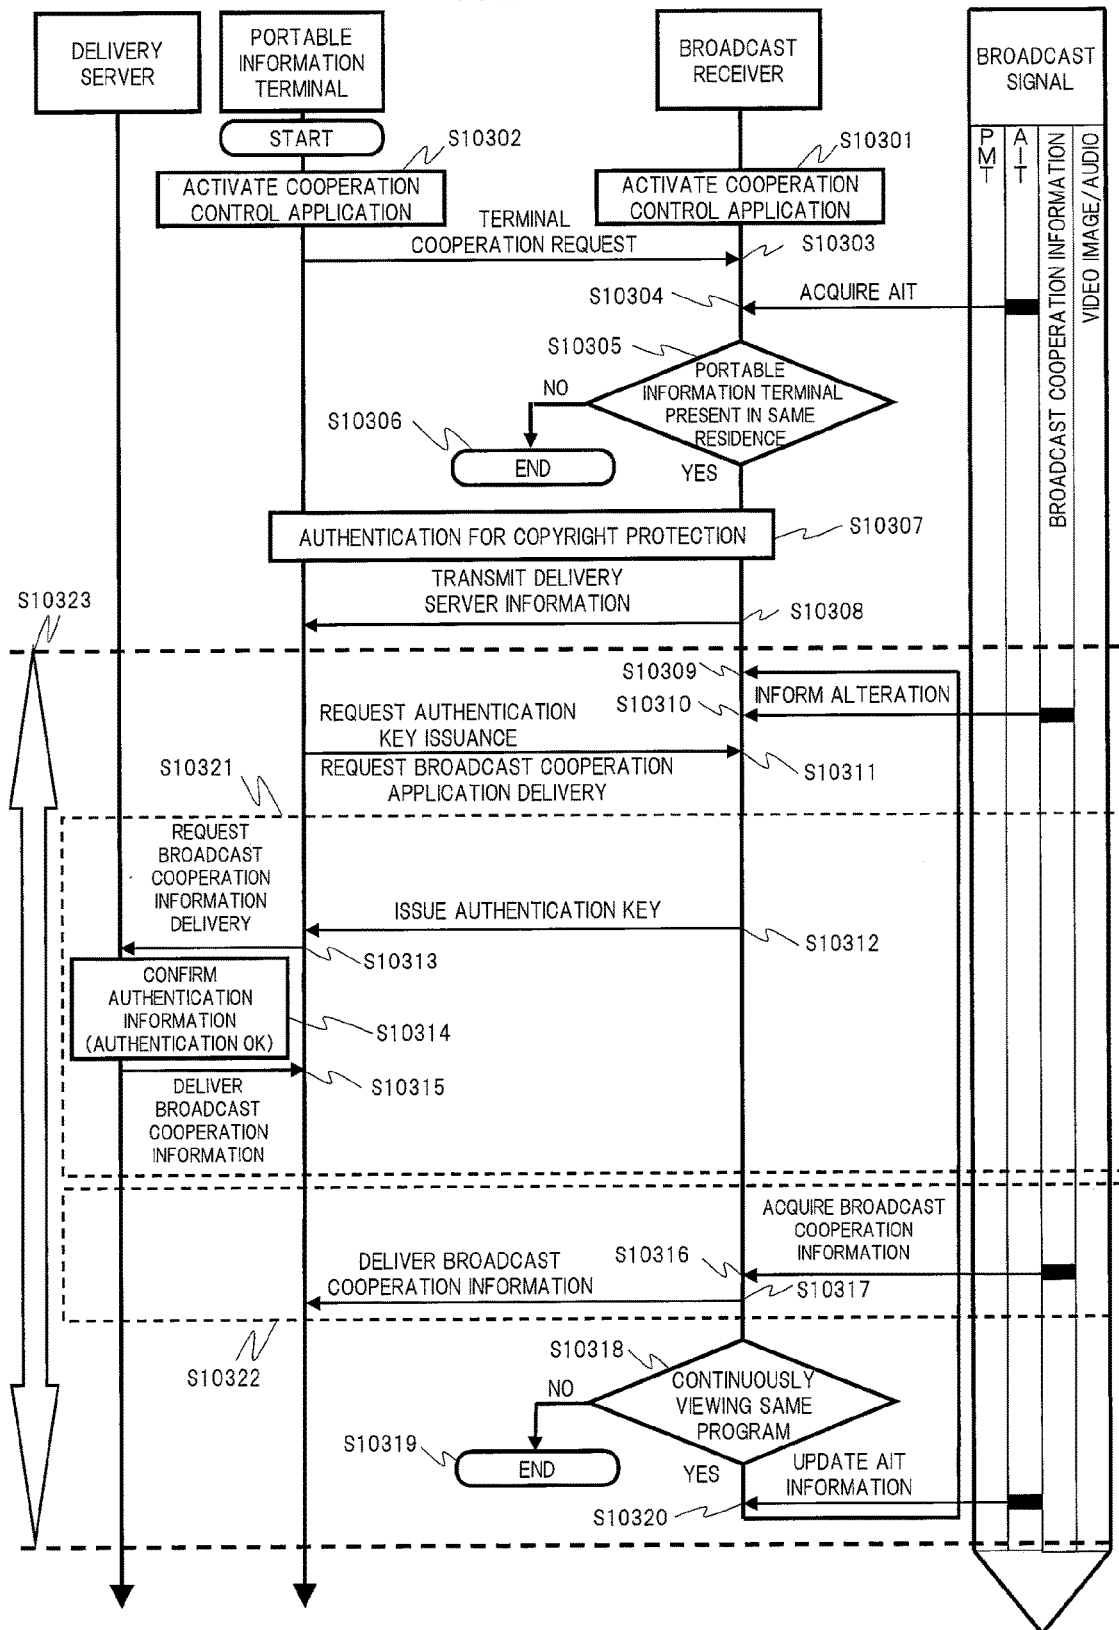 DELIVERY
SERVER
PORTABLE
INFORMATION
TERMINAL
BROADCAST
RECEIVER
BROADCAST
SIGNAL
START
S10302
S10301
PMT
AIT
BROADCAST COOPERATION INFORMATION
VIDEO IMAGE/AUDIO
ACTIVATE COOPERATION
CONTROL APPLICATION
ACTIVATE COOPERATION
CONTROL APPLICATION
TERMINAL
COOPERATION REQUEST
S10303
S10304
ACQUIRE AIT
S10305
PORTABLE
INFORMATION TERMINAL
PRESENT IN SAME
RESIDENCE
NO
S10306
END
YES
AUTHENTICATION FOR COPYRIGHT PROTECTION
S10307
TRANSMIT DELIVERY
SERVER INFORMATION
S10308
S10323
S10309
S10310
INFORM ALTERATION
REQUEST AUTHENTICATION
KEY ISSUANCE
S10311
REQUEST BROADCAST COOPERATION
APPLICATION DELIVERY
S10321
REQUEST
BROADCAST
COOPERATION
INFORMATION
DELIVERY
ISSUE AUTHENTICATION KEY
S10312
S10313
CONFIRM
AUTHENTICATION
INFORMATION
(AUTHENTICATION OK)
S10314
S10315
DELIVER
BROADCAST
COOPERATION
INFORMATION
ACQUIRE BROADCAST
COOPERATION
INFORMATION
S10316
DELIVER BROADCAST
COOPERATION INFORMATION
S10317
S10322
S10318
CONTINUOUSLY
VIEWING SAME
PROGRAM
NO
S10319
END
YES
UPDATE AIT
INFORMATION
S10320